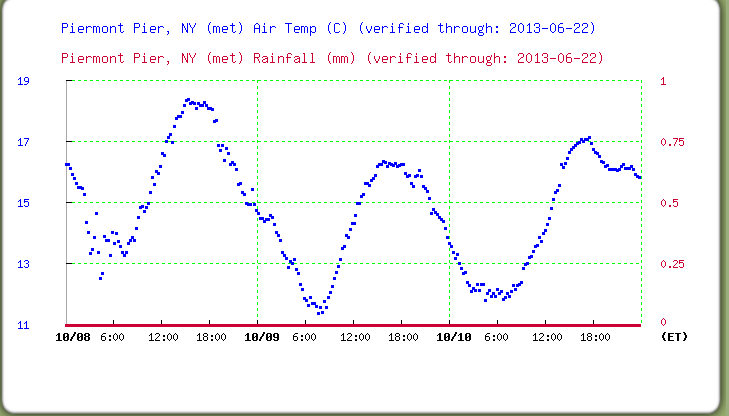 Piermont Pier, NY (met) Air Temp (C) (verified through: 2013-06-22)
Piermont Pier, NY (met) Rainfall (mm) (verified through: 2013-06-22)
19 1
17 0.75
15 0.5
13 0.25
11 0
10/08 6:00 12:00 18:00 10/09 6:00 12:00 18:00 10/10 6:00 12:00 18:00 (ET)